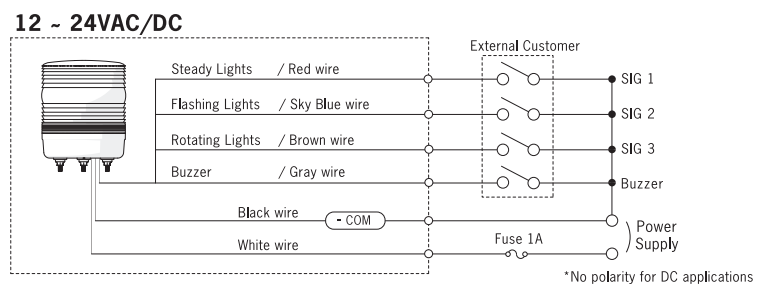 12 ~ 24VAC/DC
External Customer
Steady Lights / Red wire
SIG 1
Flashing Lights / Sky Blue wire
SIG 2
Rotating Lights / Brown wire
SIG 3
Buzzer / Gray wire
Buzzer
Black wire
- COM
Power
Supply
White wire
Fuse 1A
*No polarity for DC applications